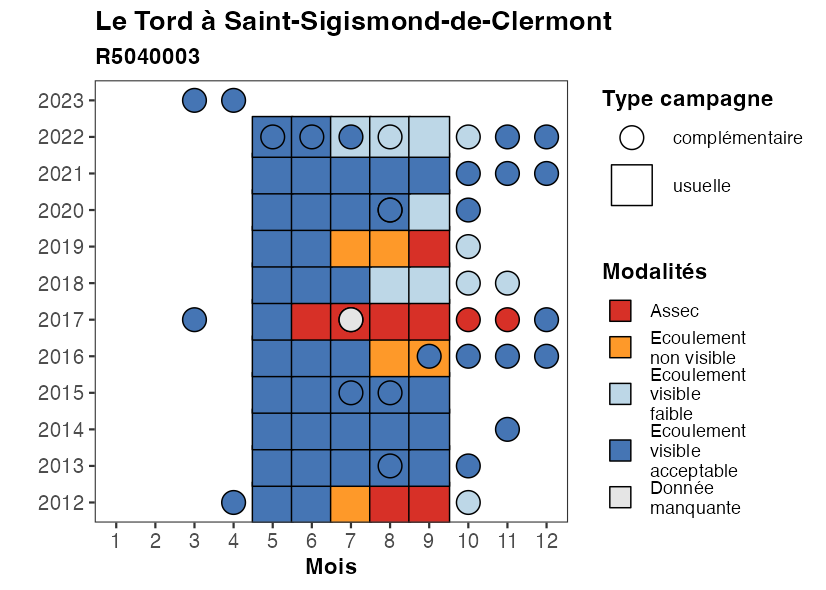 Le Tord à Saint-Sigismond-de-Clermont
R5040003
2023
2022
2021
2020
2019
2018
2017
2016
2015
2014
2013
2012
1 2 3 4 5 6 7 8 9 10 11 12
Mois
Type campagne
complémentaire
usuelle
Modalités
Assec
Ecoulement
non visible
Ecoulement
visible
faible
Ecoulement
visible
acceptable
Donnée
manquante